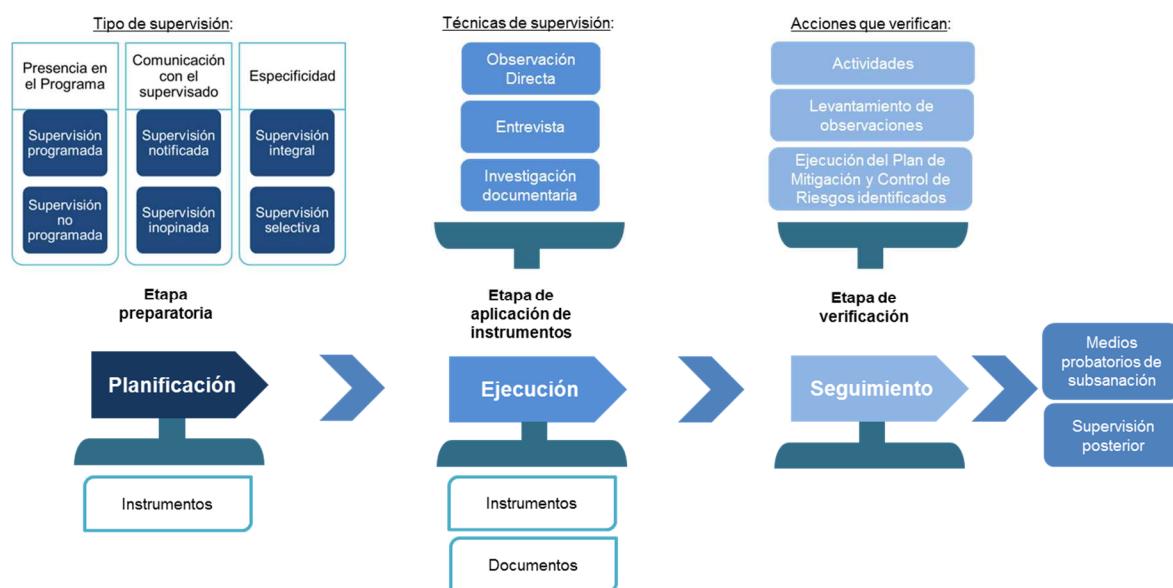 Tipo de supervisión:
Presencia en
el Programa
Supervisión
programada
Supervisión
no
programada
Comunicación
con el
supervisado
Supervisión
notificada
Supervisión
inopinada
Especificidad
Supervisión
integral
Supervisión
selectiva
Técnicas de supervisión:
Observación
Directa
Entrevista
Investigación
documentaria
Acciones que verifican:
Actividades
Levantamiento de
observaciones
Ejecución del Plan de
Mitigación y Control de
Riesgos identificados
Etapa
preparatoria
Planificación
Instrumentos
Etapa de
aplicación de
instrumentos
Ejecución
Instrumentos
Documentos
Etapa de
verificación
Seguimiento
Medios
probatorios de
subsanación
Supervisión
posterior